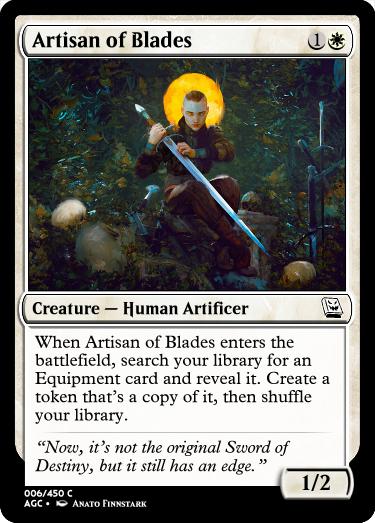 Artisan of Blades 1
Creature — Human Artificer
When Artisan of Blades enters the
battlefield, search your library for an
Equipment card and reveal it. Create a
token that's a copy of it, then shuffle
your library.
“Now, it's not the original Sword of
Destiny, but it still has an edge.”
1/2
006/450 C
AGC • Anato Finnstark